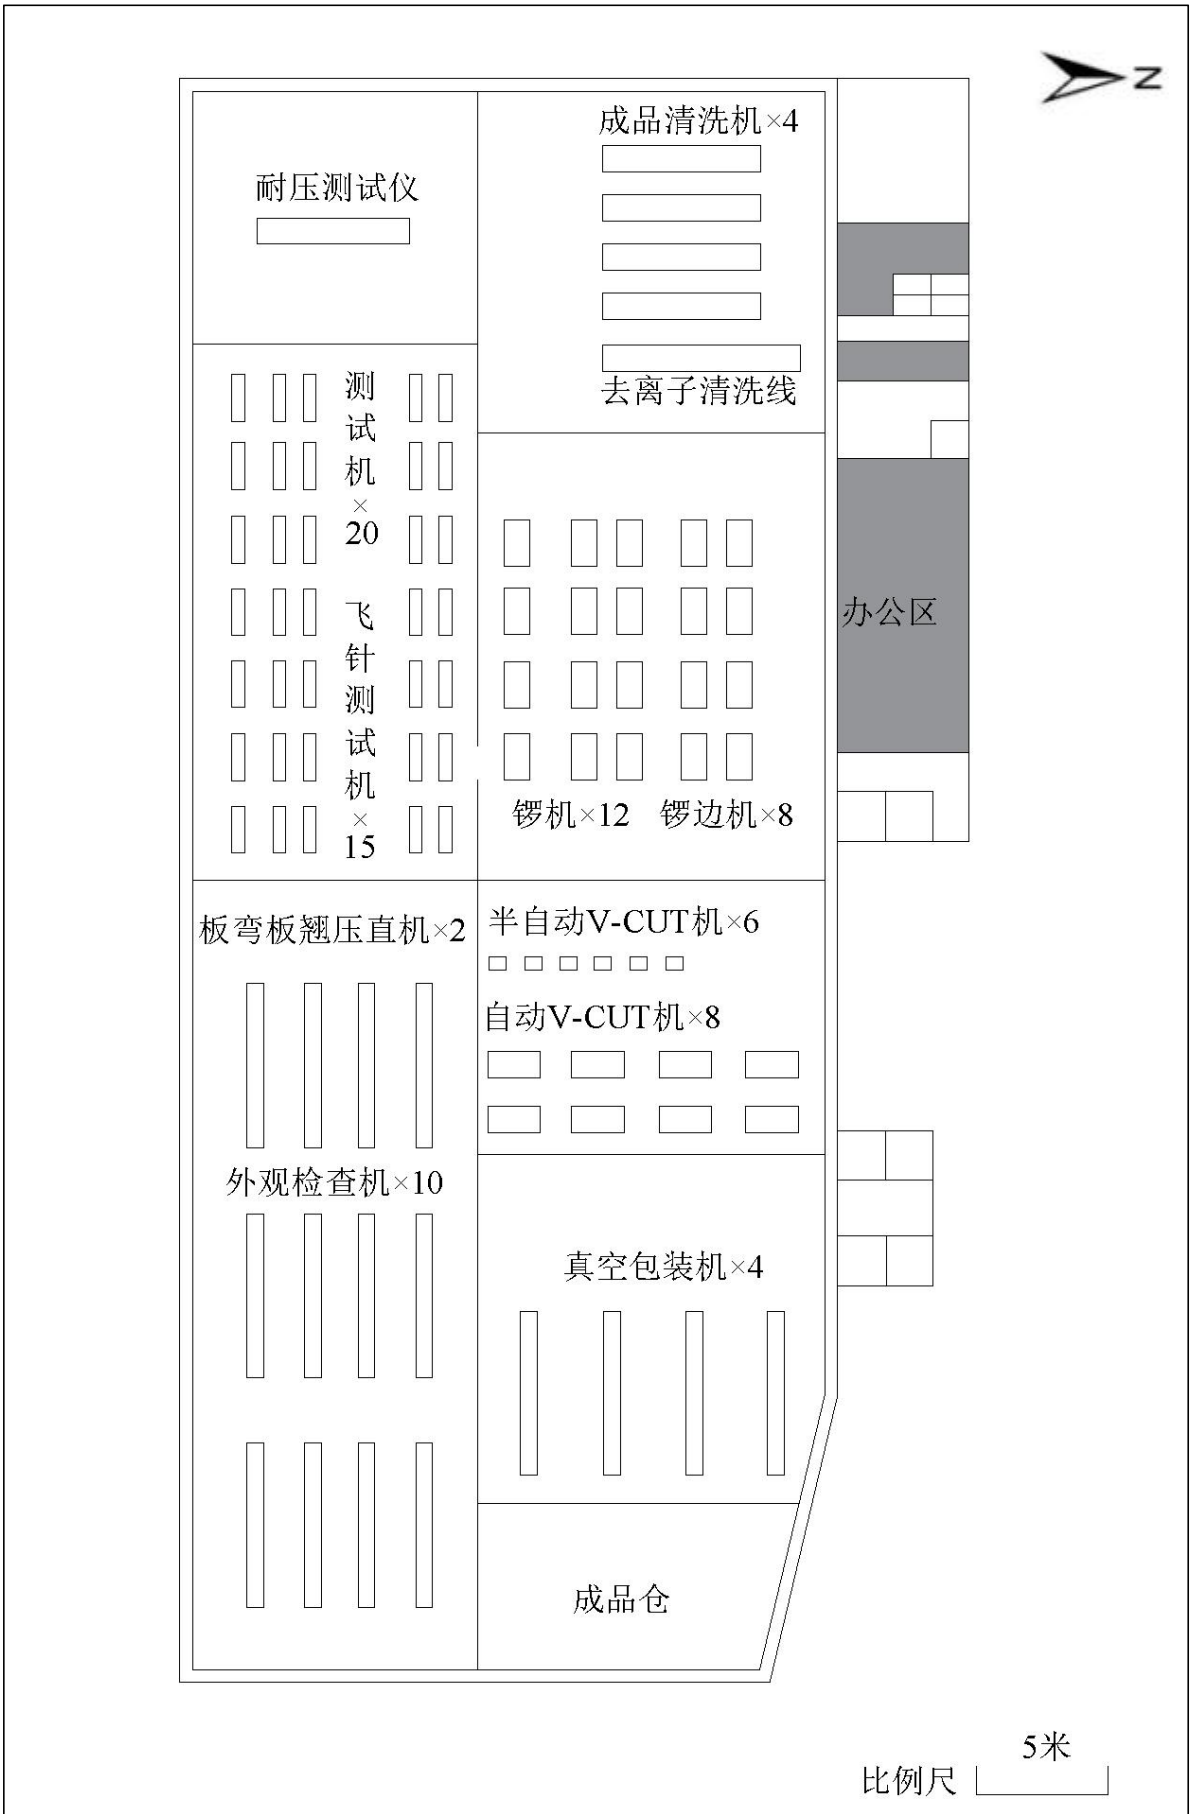 Z
成品清洗机×4
耐压测试仪
去离子清洗线
测试机×20
飞针测试机×15
办公区
锣机×12
锣边机×8
板弯板翘压直机×2
半自动V-CUT机×6
自动V-CUT机×8
外观检查机×10
真空包装机×4
成品仓
5米
比例尺